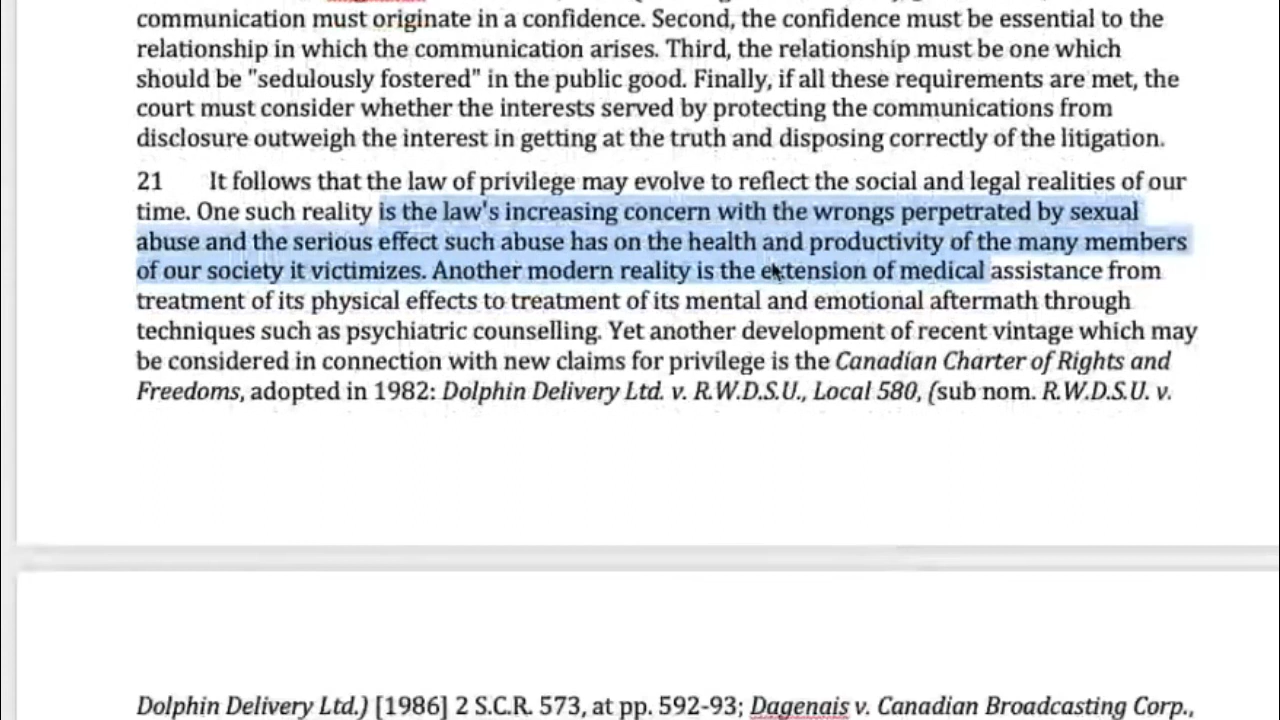 communication must originate in a confidence. Second, the confidence must be essential to the
relationship in which the communication arises. Third, the relationship must be one which
should be "sedulously fostered" in the public good. Finally, if all these requirements are met, the
court must consider whether the interests served by protecting the communications from
disclosure outweigh the interest in getting at the truth and disposing correctly of the litigation.
21 It follows that the law of privilege may evolve to reflect the social and legal realities of our
time. One such reality is the law's increasing concern with the wrongs perpetrated by sexual
abuse and the serious effect such abuse has on the health and productivity of the many members
of our society it victimizes. Another modern reality is the extension of medical assistance from
treatment of its physical effects to treatment of its mental and emotional aftermath through
techniques such as psychiatric counselling. Yet another development of recent vintage which may
be considered in connection with new claims for privilege is the Canadian Charter of Rights and
Freedoms, adopted in 1982: Dolphin Delivery Ltd. v. R.W.D.S.U., Local 580, (sub nom. R.W.D.S.U. v.
Dolphin Delivery Ltd.) [1986] 2 S.C.R. 573, at pp. 592-93; Dagenais v. Canadian Broadcasting Corp.,